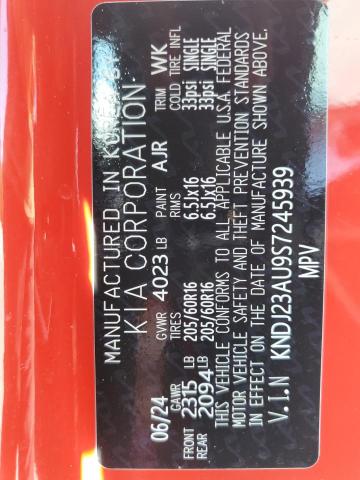 MANUFACTURED IN
KIA CORPORATION
06/24 GVWR 4023 LB PAINT AJR TRIM WK
GAWR TIRES RIMS COLD TIRE INFL
FRONT 2315 LB 205/60R16 6.5JX16 33psi SINGLE
REAR 2094 LB 205/60R16 6.5JX16 33psi SINGLE
THIS VEHICLE CONFORMS TO ALL APPLICABLE U.S.A. FEDERAL
MOTOR VEHICLE SAFETY AND THEFT PREVENTION STANDARDS
IN EFFECT ON THE DATE OF MANUFACTURE SHOWN ABOVE.
V.I.N KNDJ23AU9S7245939
MPV